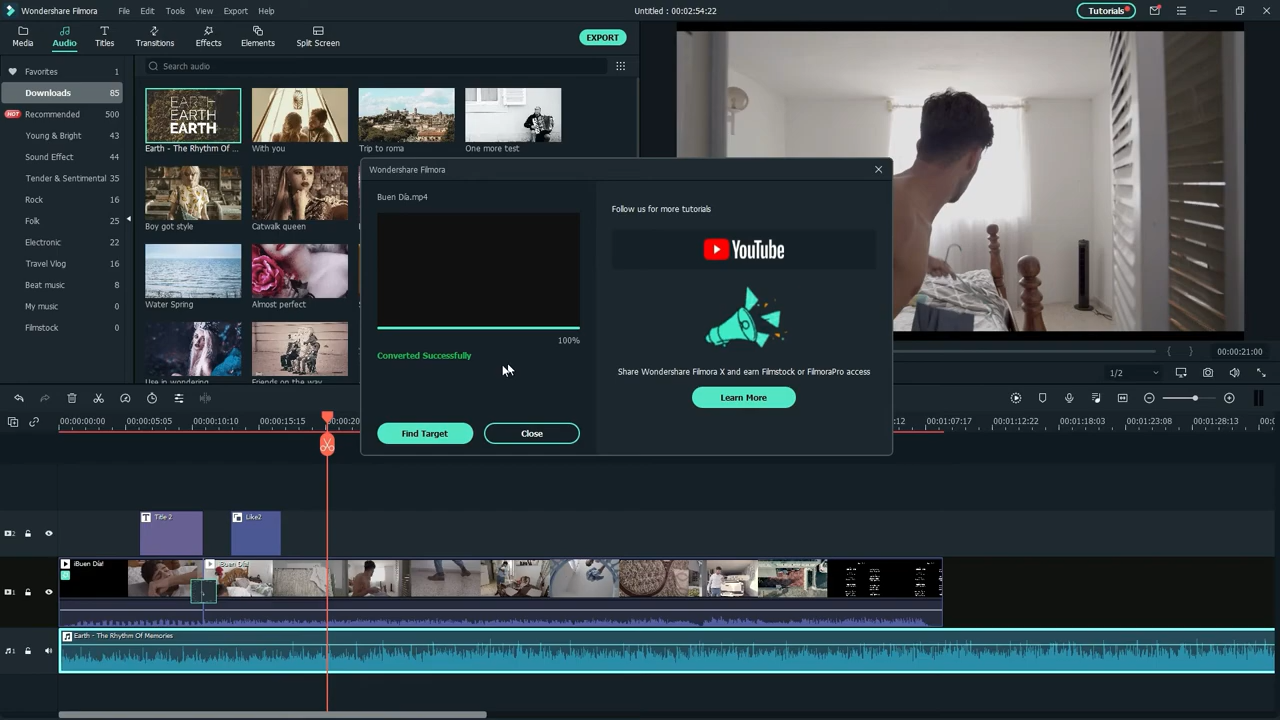 Wondershare Filmora
File Edit Tools View Export Help
Untitled : 00:02:54:22
Tutorials
Media Audio Titles Transitions Effects Elements Split Screen
EXPORT
Favorites 1
Downloads 85
HOT Recommended 500
Young & Bright 43
Sound Effect 44
Tender & Sentimental 35
Rock 16
Folk 25
Electronic 22
Travel Vlog 16
Beat music 8
My music 0
Filmstock 0
Search audio
EARTH
EARTH
EARTH
Earth - The Rhythm Of ...
With you
Trip to roma
One more test
Boy got style
Catwalk queen
Water Spring
Almost perfect
Use in wondering
Friends on the way
Wondershare Filmora
Buen Día.mp4
100%
Converted Successfully
Find Target
Close
Follow us for more tutorials
YouTube
Share Wondershare Filmora X and earn Filmstock or FilmoraPro access
Learn More
00:00:21:00
1/2
00:00:00:00 00:00:05:05 00:00:10:10 00:00:15:15 00:00:20 :12 00:01:07:17 00:01:12:22 00:01:18:03 00:01:23:08 00:01:28:13
2
Title 2
Like2
1
¡Buen Día!
¡Buen Día!
1
Earth - The Rhythm Of Memories